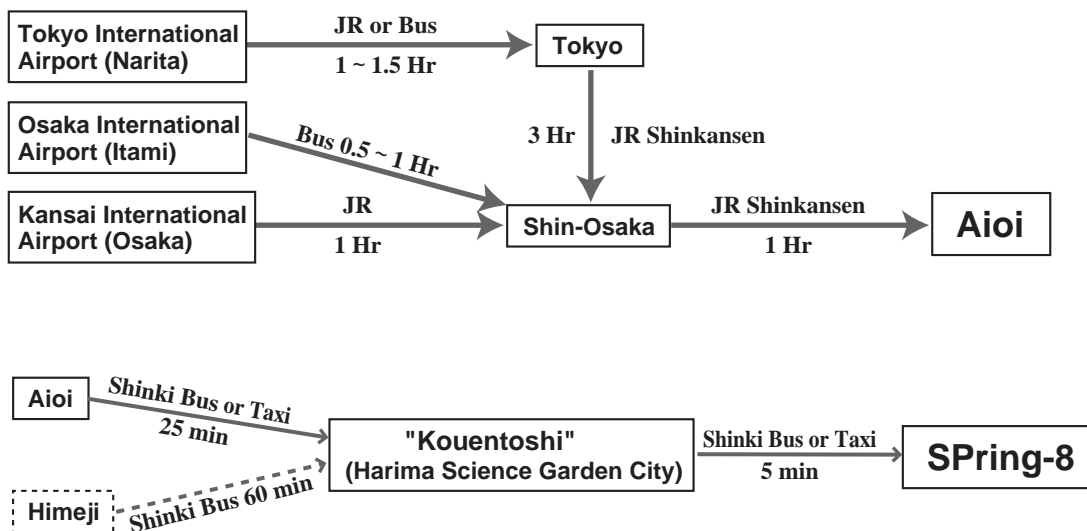 Tokyo International
Airport (Narita)
JR or Bus
1 ~ 1.5 Hr
Tokyo
Osaka International
Airport (Itami)
Bus 0.5 ~ 1 Hr
3 Hr
JR Shinkansen
Kansai International
Airport (Osaka)
JR
1 Hr
Shin-Osaka
JR Shinkansen
1 Hr
Aioi
Aioi
Shinki Bus or Taxi
25 min
"Kouentoshi"
(Harima Science Garden City)
Shinki Bus or Taxi
5 min
SPring-8
Himeji
Shinki Bus 60 min